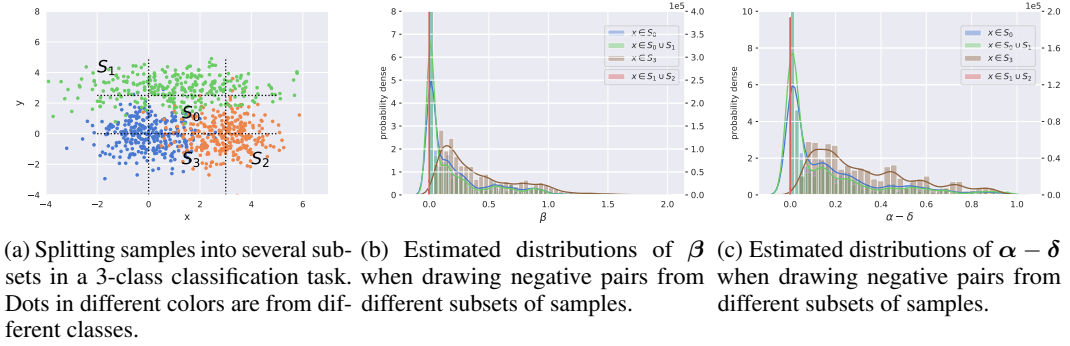 8
6
4
2
0
−2
−4
−4 −2 0 2 4 6
y
x
S1
S0
S3
S2
8
7
6
5
4
3
2
1
0
probability dense
0.0 0.5 1.0 1.5 2.0
β
1e5
4.0
3.5
3.0
2.5
2.0
1.5
1.0
0.5
0.0
x ∈ S0
x ∈ S0 ∪ S1
x ∈ S3
x ∈ S1 ∪ S2
10
8
6
4
2
0
probability dense
0.0 0.2 0.4 0.6 0.8 1.0
α − δ
1e5
2.0
1.6
1.2
0.8
0.4
0.0
x ∈ S0
x ∈ S0 ∪ S1
x ∈ S3
x ∈ S1 ∪ S2
(a) Splitting samples into several sub-
sets in a 3-class classification task.
Dots in different colors are from dif-
ferent classes.
(b) Estimated distributions of β
when drawing negative pairs from
different subsets of samples.
(c) Estimated distributions of α − δ
when drawing negative pairs from
different subsets of samples.